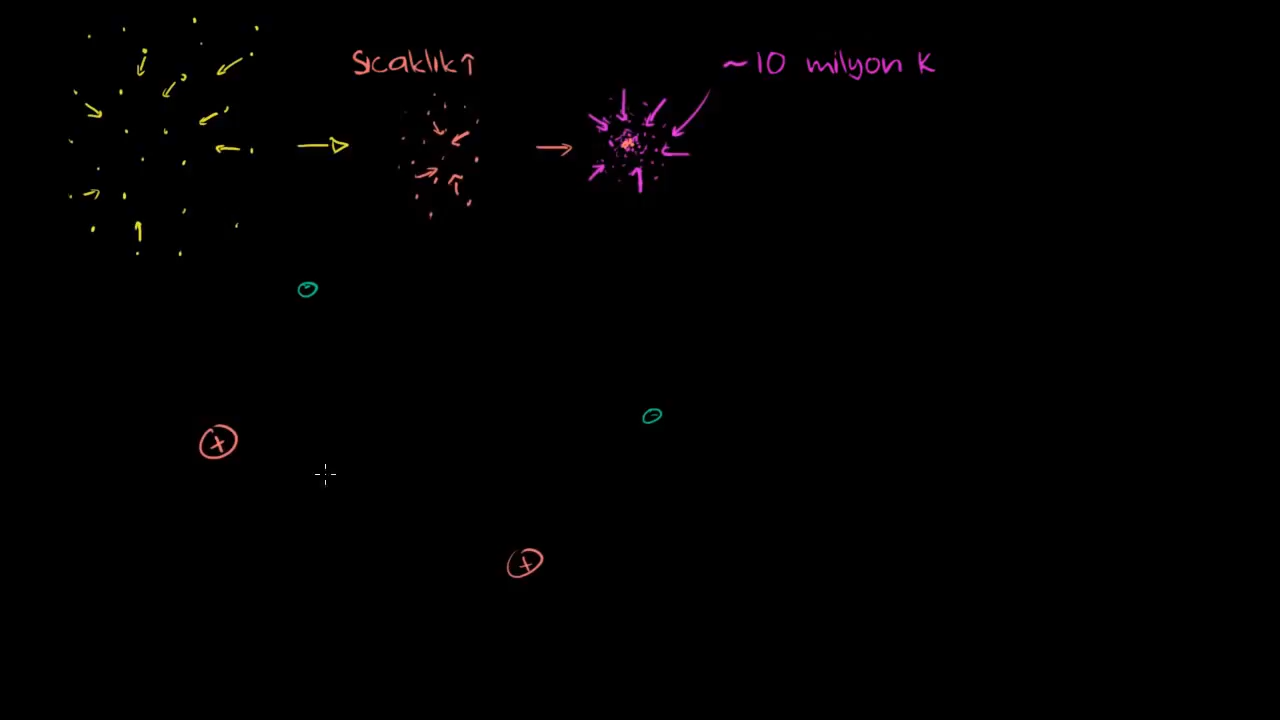 Sıcaklık↑
~10 milyon K
+
-
+
-